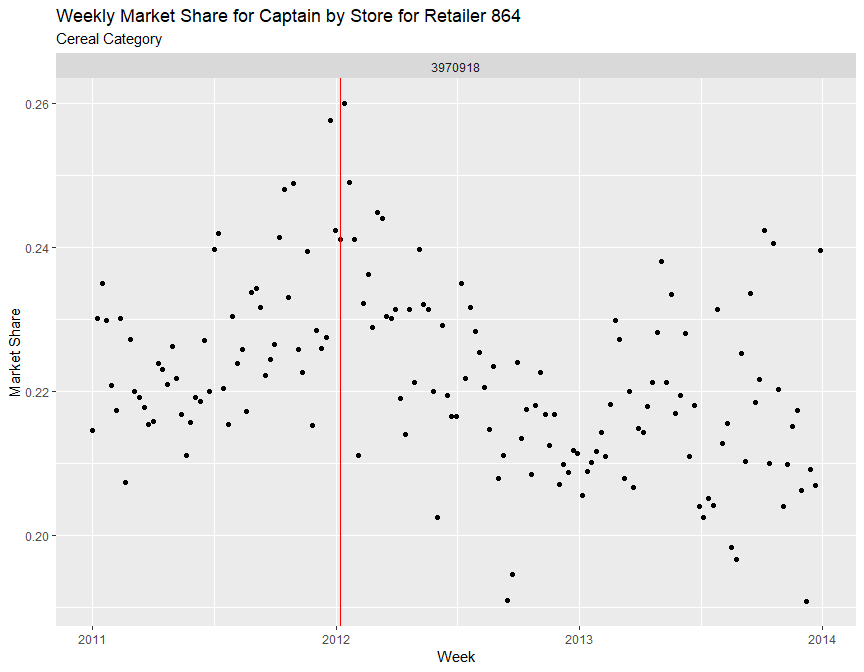 Weekly Market Share for Captain by Store for Retailer 864
Cereal Category
3970918
0.26
0.24
0.22
0.20
Market Share
2011 2012 2013 2014
Week